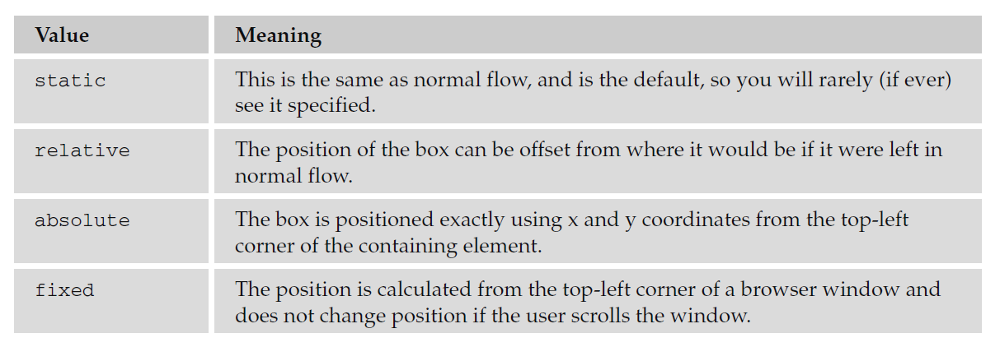 Value Meaning
static This is the same as normal flow, and is the default, so you will rarely (if ever)
see it specified.
relative The position of the box can be offset from where it would be if it were left in
normal flow.
absolute The box is positioned exactly using x and y coordinates from the top-left
corner of the containing element.
fixed The position is calculated from the top-left corner of a browser window and
does not change position if the user scrolls the window.